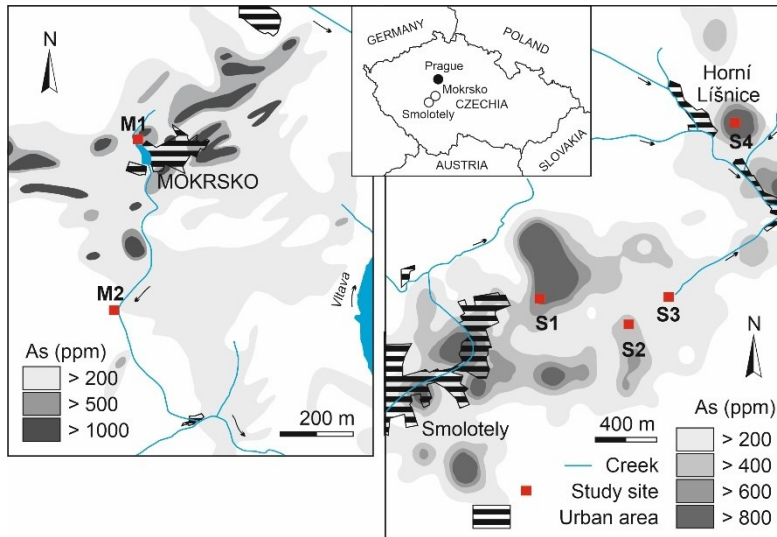 N
M1
MOKRSKO
M2
Vltava
As (ppm)
> 200
> 500
> 1000
200 m
GERMANY
POLAND
Prague
Mokrsko
CZECHIA
Smolotely
AUSTRIA
SLOVAKIA
Horní
Líšnice
S4
S1
S2
S3
N
Smolotely
400 m
Creek
Study site
Urban area
As (ppm)
> 200
> 400
> 600
> 800